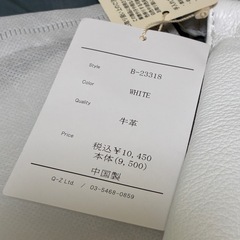 Style B-23318
Color WHITE
Quality 牛革
Price 税込￥10,450
本体(9,500)
中国製
Q-Z Ltd / 03-5468-0859